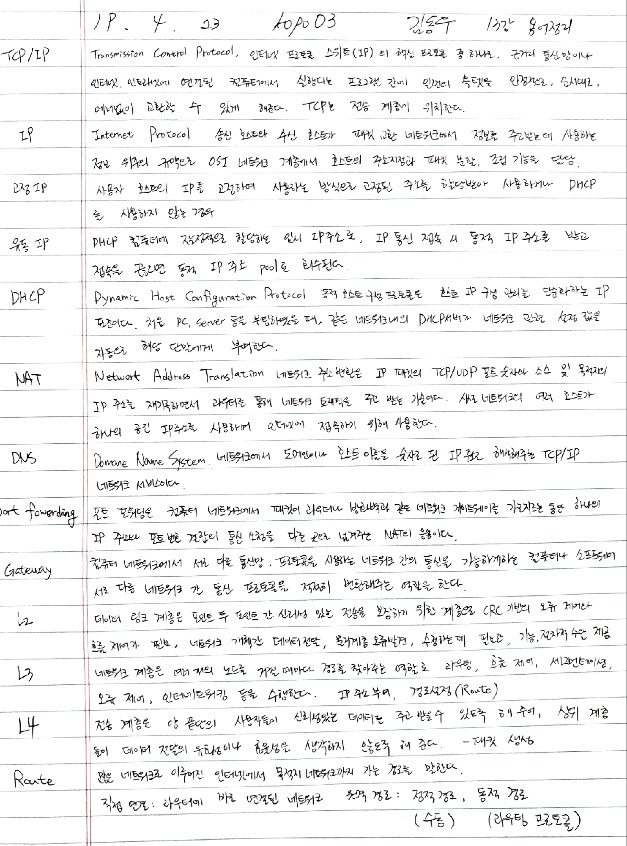 19. 4. 23 A0P003 김동수 13강 용어정리
TCP/IP Transmission Control Protocol, 인터넷 프로토콜 스위트(IP)의 핵심 프로토콜 중 하나로, 근거리 통신망이나
인터넷, 인트라넷에 연결된 컴퓨터에서 실행되는 프로그램 간에 일련의 옥텟을 안정적으로, 순서대로,
에러없이 교환할 수 있게 해준다. TCP는 전송 계층에 위치한다.
IP Internet Protocol 송신 호스트와 수신 호스트가 패킷 교환 네트워크에서 정보를 주고받는데 사용하는
정보 위주의 규약으로 OSI 네트워크 계층에서 호스트의 주소지정과 패킷 분할, 조립 기능을 담당.
고정 IP 사용자 호스트의 IP를 고정하여 사용하는 방식으로 고정된 주소를 할당받아 사용하거나 DHCP
를 사용하지 않는 경우
유동 IP DHCP 컴퓨터에 잠정적으로 할당하는 임시 IP주소로, IP 통신 접속 시 동적 IP 주소를 받고
접속을 끊으면 동적 IP 주소 pool로 회수된다
DHCP Dynamic Host Configuration Protocol 동적 호스트 구성 프로토콜은 호스트 IP 구성 관리를 단순화하는 IP
표준이다. 처음 PC, Server 등을 부팅하였을 때, 같은 네트워크내의 DHCP서버가 네트워크 관련 설정 값을
자동으로 해당 단말에게 부여한다.
NAT Network Address Translation 네트워크 주소 변환은 IP 패킷의 TCP/UDP 포트 숫자와 소스 및 목적지의
IP 주소를 재기록하면서 라우터를 통해 네트워크 트래픽을 주고 받는 기술이다. 사설 네트워크의 여러 호스트가
하나의 공인 IP주소를 사용하여 인터넷에 접속하기 위해 사용한다.
DNS Domane Name System. 네트워크에서 도메인이나 호스트 이름을 숫자로 된 IP주소로 해석해주는 TCP/IP
네트워크 서비스이다.
ort fowording 포트 포워딩은 컴퓨터 네트워크에서 패킷이 라우터나 방화벽과 같은 네트워크 게이트웨이를 가로지르는 동안 하나의
IP 주소와 포트 번호 결합의 통신 요청을 다른 곳으로 넘겨주는 NAT의 응용이다.
Gateway 컴퓨터 네트워크에서 서로 다른 통신망, 프로토콜을 사용하는 네트워크 간의 통신을 가능하게하는 컴퓨터나 소프트웨어
서로 다른 네트워크 간 통신 프로토콜을 적절히 변환해주는 역할을 한다.
L2 데이터 링크 계층은 포인트 투 포인트 간 신뢰성 있는 전송을 보장하기 위한 계층으로 CRC 기반의 오류 제어와
흐름 제어가 필요, 네트워크 개체간 데이터전달, 물리계층 오류발견, 수정하는데 필요한, 기능, 절차적 수단 제공
L3 네트워크 계층은 여러 개의 노드를 거칠 때마다 경로를 찾아주는 역할로 라우팅, 흐름 제어, 세그먼테이션,
오류 제어, 인터네트워킹 등을 수행한다. IP 주소 부여, 경로설정(Route)
L4 전송 계층은 양 끝단의 사용자들이 신뢰성있는 데이터를 주고 받을수 있도록 해 주어, 상위 계층
들이 데이터 전달의 유효성이나 효율성은 생각하지 않도록 해 준다. - 패킷 생성
Route 많은 네트워크로 이루어진 인터넷에서 목적지 네트워크까지 가는 경로를 말한다.
직접 연결: 라우터에 바로 연결된 네트워크 원격 경로: 정적 경로, 동적 경로
(수동) (라우팅 프로토콜)